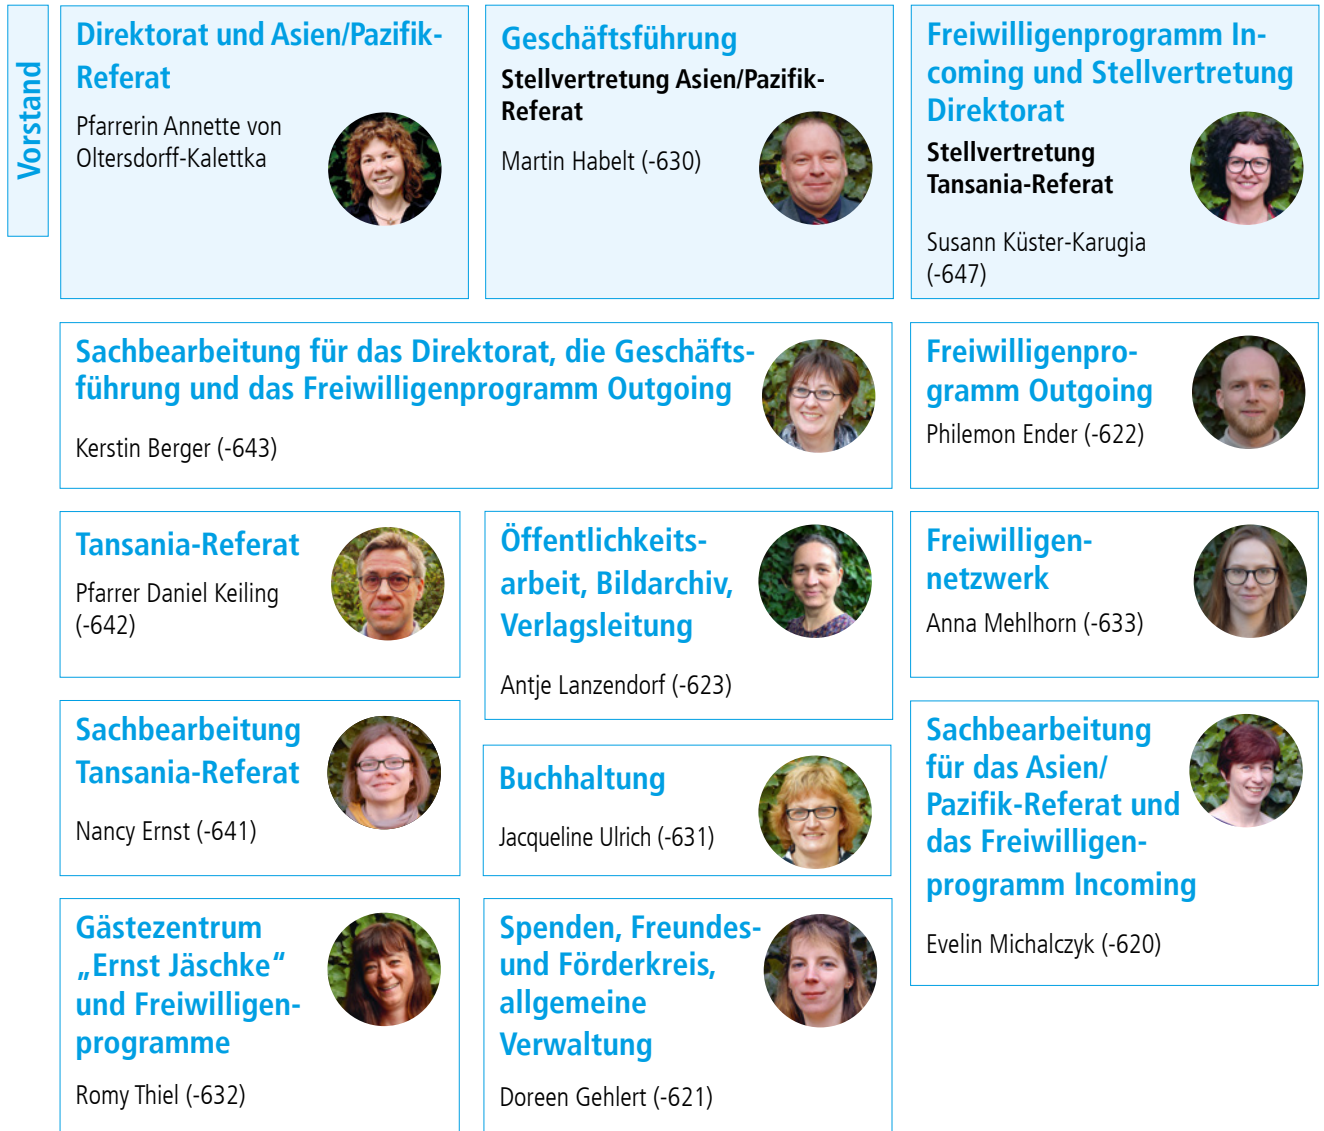 Vorstand
Direktorat und Asien/Pazifik-
Referat
Pfarrerin Annette von
Oltersdorff-Kalettka
Geschäftsführung
Stellvertretung Asien/Pazifik-
Referat
Martin Habelt (-630)
Freiwilligenprogramm In-
coming und Stellvertretung
Direktorat
Stellvertretung
Tansania-Referat
Susann Küster-Karugia
(-647)
Sachbearbeitung für das Direktorat, die Geschäfts-
führung und das Freiwilligenprogramm Outgoing
Kerstin Berger (-643)
Freiwilligenpro-
gramm Outgoing
Philemon Ender (-622)
Tansania-Referat
Pfarrer Daniel Keiling
(-642)
Öffentlichkeits-
arbeit, Bildarchiv,
Verlagsleitung
Antje Lanzendorf (-623)
Freiwilligen-
netzwerk
Anna Mehlhorn (-633)
Sachbearbeitung
Tansania-Referat
Nancy Ernst (-641)
Buchhaltung
Jacqueline Ulrich (-631)
Sachbearbeitung
für das Asien/
Pazifik-Referat und
das Freiwilligen-
programm Incoming
Evelin Michalczyk (-620)
Gästezentrum
„Ernst Jäschke“
und Freiwilligen-
programme
Romy Thiel (-632)
Spenden, Freundes-
und Förderkreis,
allgemeine
Verwaltung
Doreen Gehlert (-621)